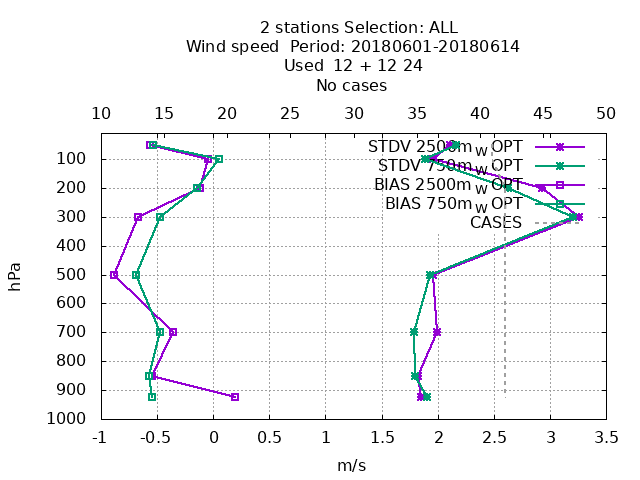 2 stations Selection: ALL
Wind speed  Period: 20180601-20180614
Used  12 + 12 24
No cases
10 15 20 25 30 35 40 45 50
STDV 2500m W OPT
STDV 750m W OPT
BIAS 2500m W OPT
BIAS 750m W OPT
CASES
hPa
100
200
300
400
500
600
700
800
900
1000
-1 -0.5 0 0.5 1 1.5 2 2.5 3 3.5
m/s